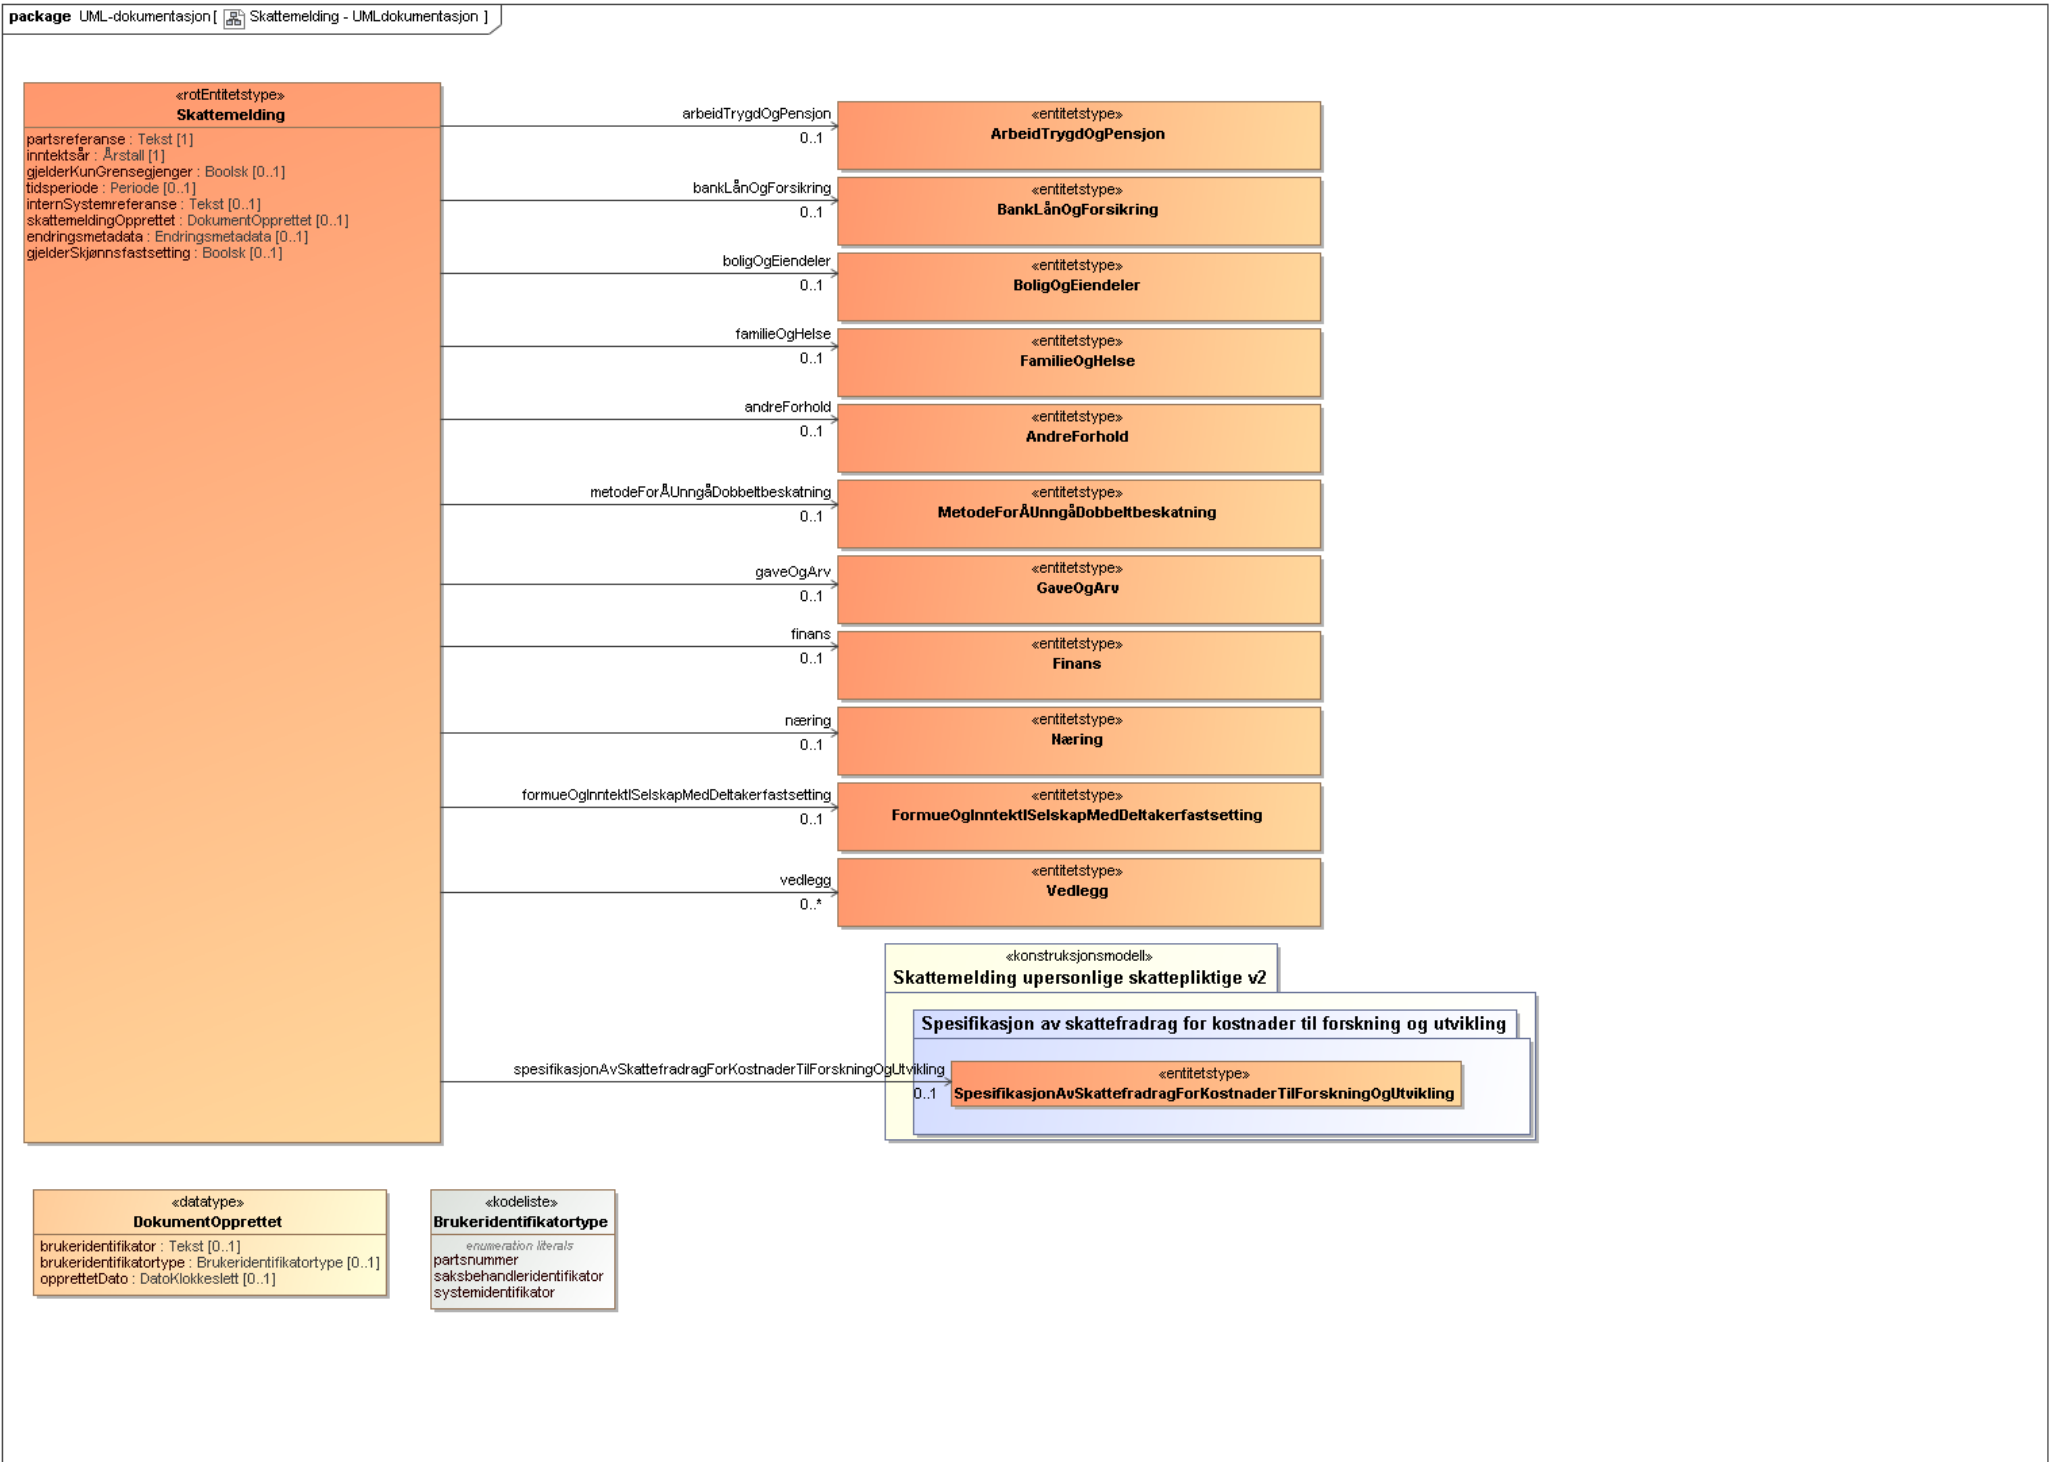 package UML-dokumentasjon [ Skattemelding - UMLdokumentasjon ]
«rotEntitetstype»
Skattemelding
partsreferanse : Tekst [1]
inntektsår : Årstall [1]
gjelderKunGrensegjenger : Boolsk [0..1]
tidsperiode : Periode [0..1]
internSystemreferanse : Tekst [0..1]
skattemeldingOpprettet : DokumentOpprettet [0..1]
endringsmetadata : Endringsmetadata [0..1]
gjelderSkjønnsfastsetting : Boolsk [0..1]
arbeidTrygdOgPensjon
0..1
«entitetstype»
ArbeidTrygdOgPensjon
bankLånOgForsikring
0..1
«entitetstype»
BankLånOgForsikring
boligOgEiendeler
0..1
«entitetstype»
BoligOgEiendeler
familieOgHelse
0..1
«entitetstype»
FamilieOgHelse
andreForhold
0..1
«entitetstype»
AndreForhold
metodeForÅUnngåDobbeltbeskatning
0..1
«entitetstype»
MetodeForÅUnngåDobbeltbeskatning
gaveOgArv
0..1
«entitetstype»
GaveOgArv
finans
0..1
«entitetstype»
Finans
næring
0..1
«entitetstype»
Næring
formueOgInntektISelskapMedDeltakerfastsetting
0..1
«entitetstype»
FormueOgInntektISelskapMedDeltakerfastsetting
vedlegg
0..*
«entitetstype»
Vedlegg
«konstruksjonsmodell»
Skattemelding upersonlige skattepliktige v2
Spesifikasjon av skattefradrag for kostnader til forskning og utvikling
spesifikasjonAvSkattefradragForKostnaderTilForskningOgUtvikling
0..1
«entitetstype»
SpesifikasjonAvSkattefradragForKostnaderTilForskningOgUtvikling
«datatype»
DokumentOpprettet
brukeridentifikator : Tekst [0..1]
brukeridentifikatortype : Brukeridentifikatortype [0..1]
opprettetDato : DatoKlokkeslett [0..1]
«kodeliste»
Brukeridentifikatortype
enumeration literals
partsnummer
saksbehandleridentifikator
systemidentifikator